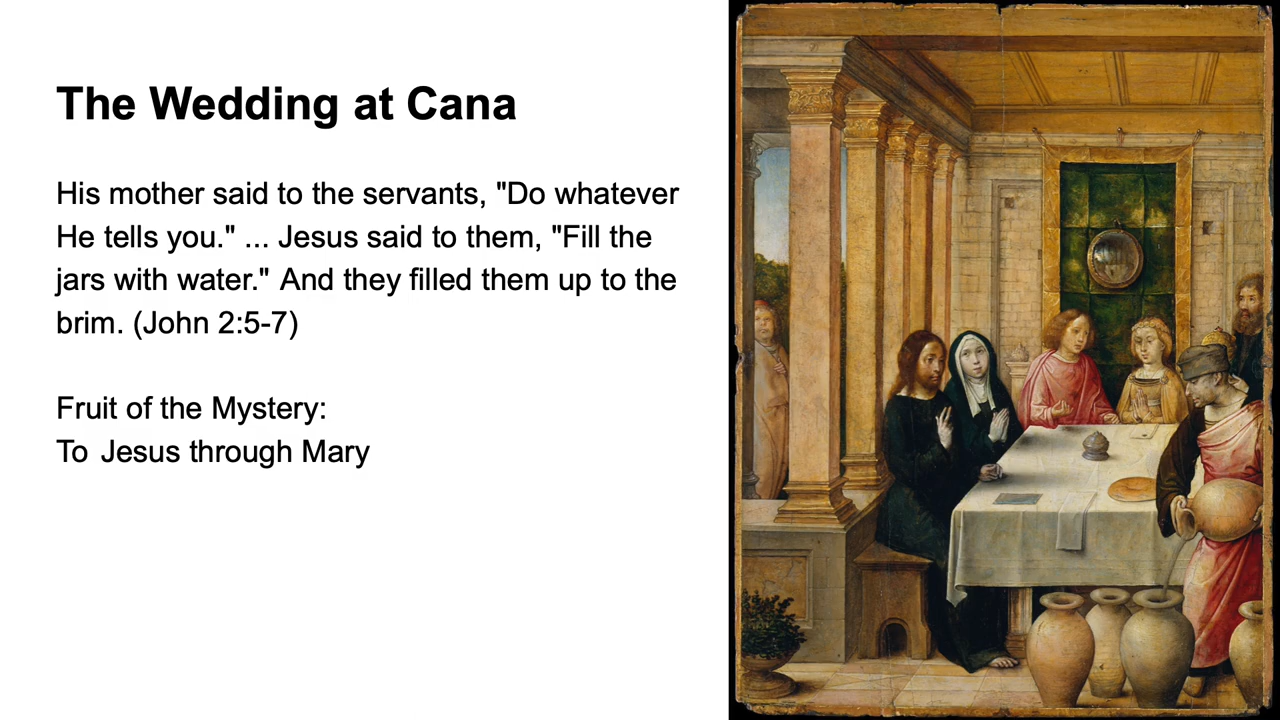 The Wedding at Cana
His mother said to the servants, "Do whatever
He tells you." ... Jesus said to them, "Fill the
jars with water." And they filled them up to the
brim. (John 2:5-7)
Fruit of the Mystery:
To Jesus through Mary